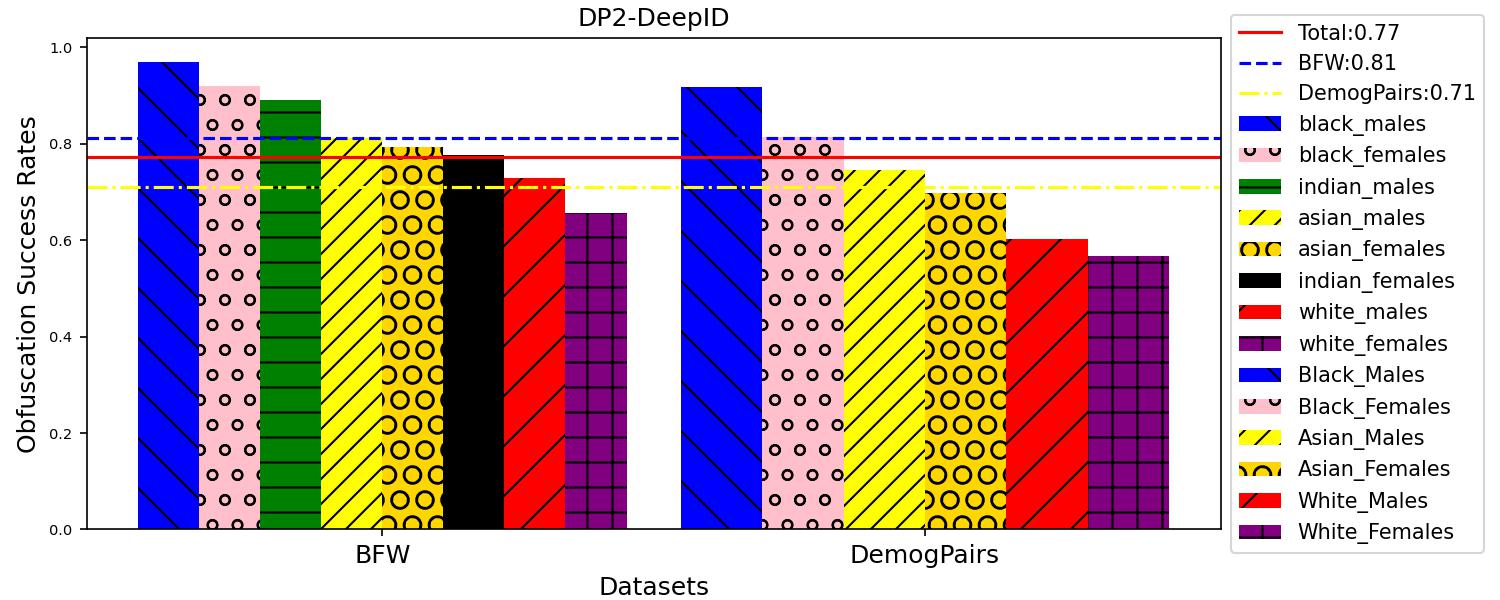 DP2-DeepID
Obfuscation Success Rates
1.0
0.8
0.6
0.4
0.2
0.0
BFW
DemogPairs
Datasets
Total:0.77
BFW:0.81
DemogPairs:0.71
black_males
black_females
indian_males
asian_males
asian_females
indian_females
white_males
white_females
Black_Males
Black_Females
Asian_Males
Asian_Females
White_Males
White_Females